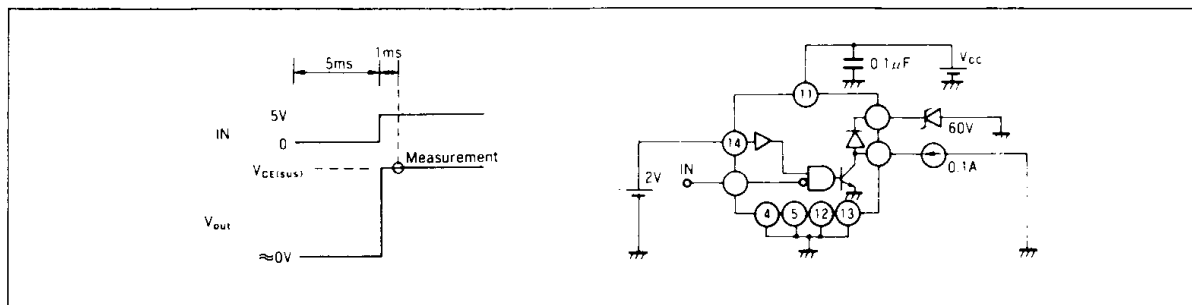 1ms
5ms
5V
IN
0
Measurement
VCE(sus)
Vout
≈0V
0.1μF
VCC
11
60V
14
0.1A
2V
IN
4 5 12 13